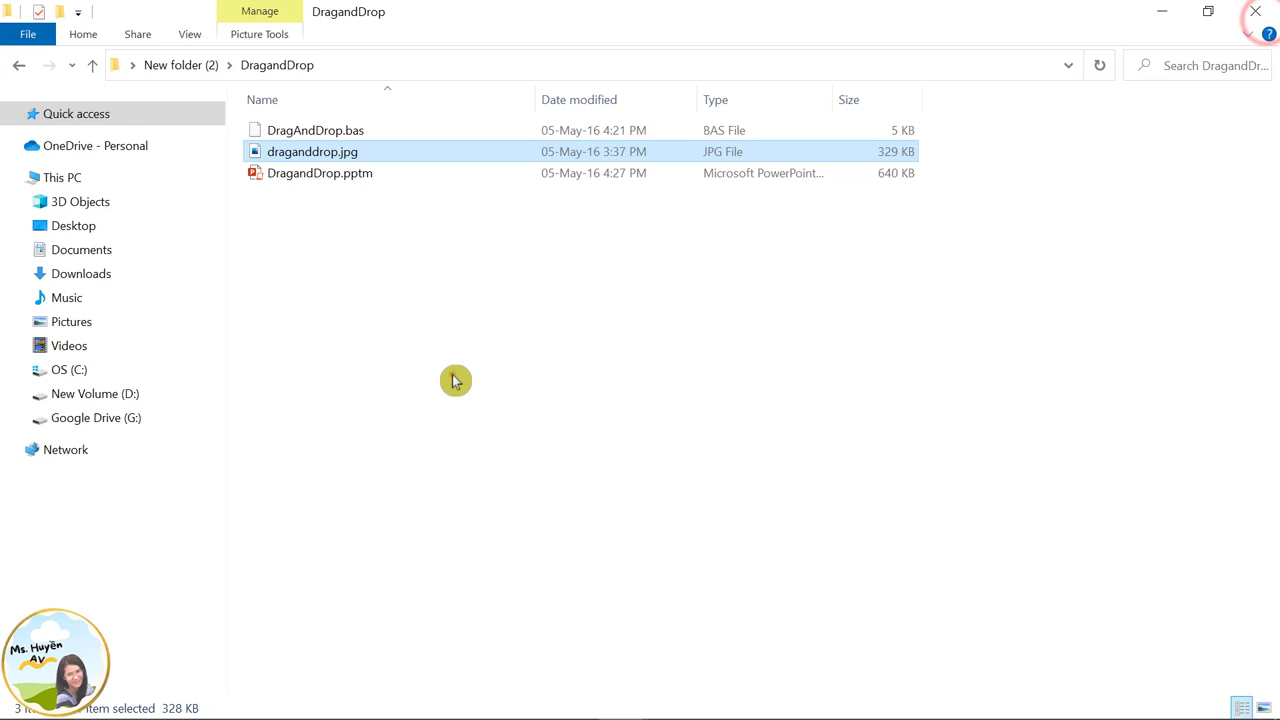 Manage
DragandDrop
File
Home
Share
View
Picture Tools
New folder (2)
DragandDrop
Search DragandDr...
Name
Date modified
Type
Size
DragAndDrop.bas
05-May-16 4:21 PM
BAS File
5 KB
draganddrop.jpg
05-May-16 3:37 PM
JPG File
329 KB
DragandDrop.pptm
05-May-16 4:27 PM
Microsoft PowerPoint...
640 KB
Quick access
OneDrive - Personal
This PC
3D Objects
Desktop
Documents
Downloads
Music
Pictures
Videos
OS (C:)
New Volume (D:)
Google Drive (G:)
Network
Ms. Huyền
AV
3
item selected
328 KB